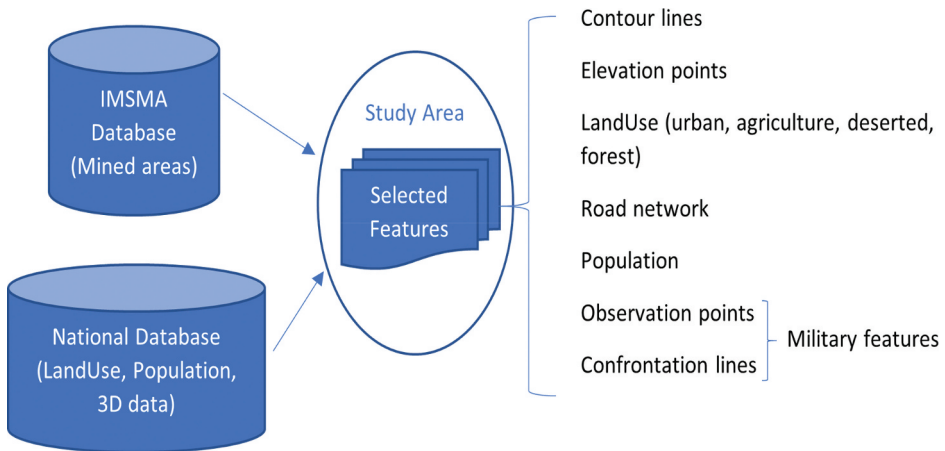 IMSMA
Database
(Mined areas)
National Database
(LandUse, Population,
3D data)
Study Area
Selected
Features
Contour lines
Elevation points
LandUse (urban, agriculture, deserted,
forest)
Road network
Population
Observation points
Confrontation lines
Military features